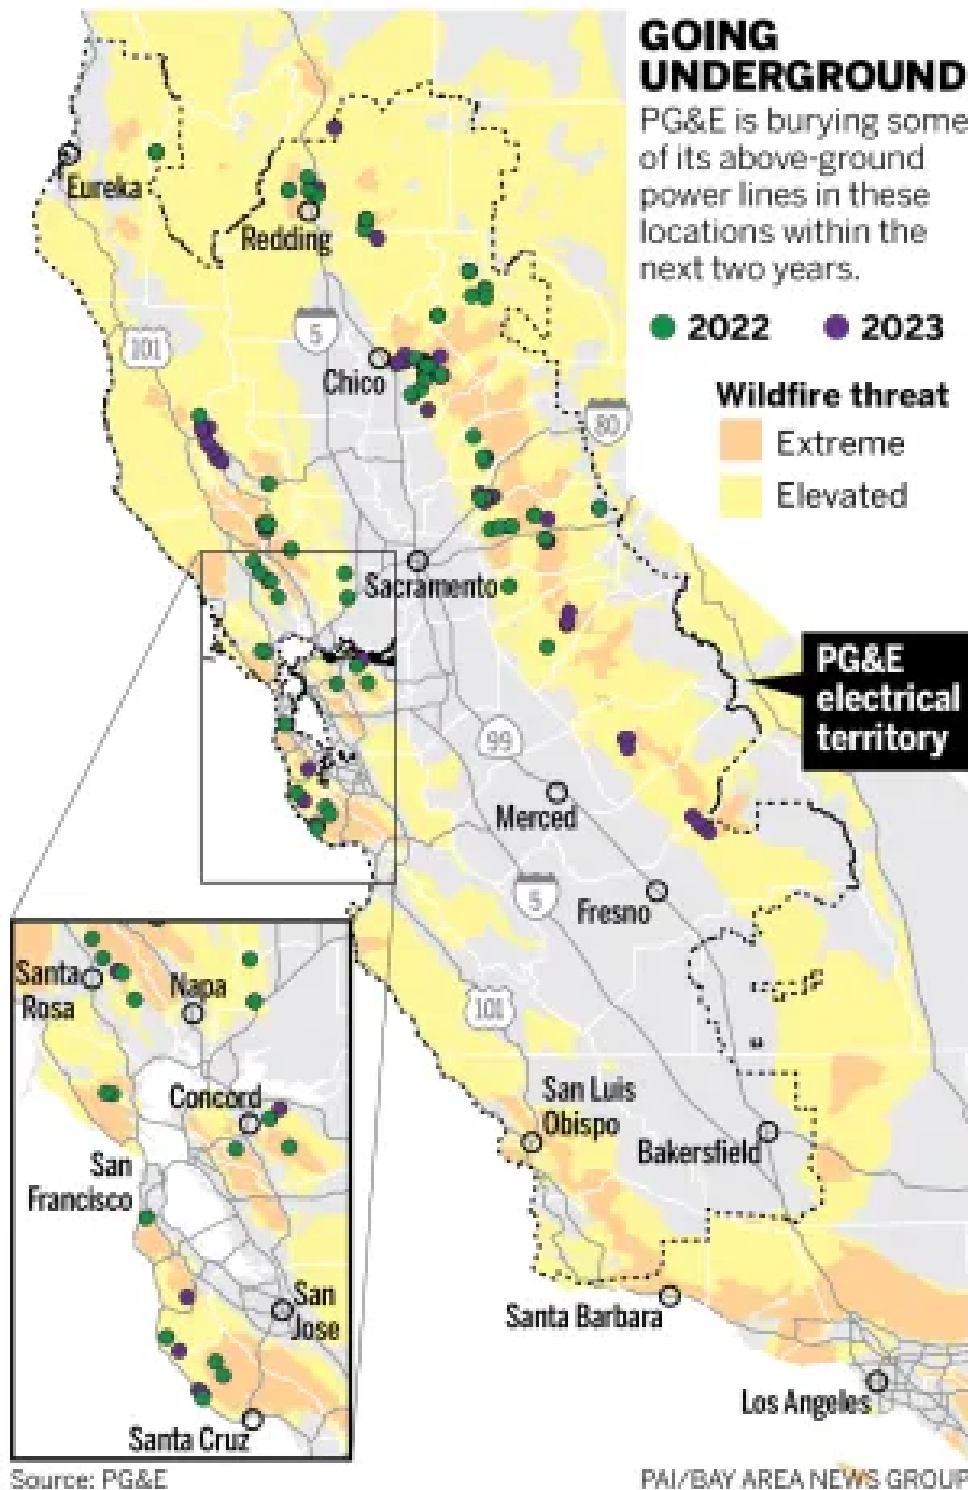 GOING
UNDERGROUND
PG&E is burying some
of its above-ground
power lines in these
locations within the
next two years.
2022
2023
Wildfire threat
Extreme
Elevated
Eureka
Redding
5
101
Chico
80
Sacramento
PG&E
electrical
territory
99
Merced
5
Fresno
101
San Luis
Obispo
Bakersfield
Santa Barbara
Los Angeles
Santa
Rosa
Napa
Concord
San
Francisco
San
Jose
Santa Cruz
Source: PG&E
PAI/BAY AREA NEWS GROUP